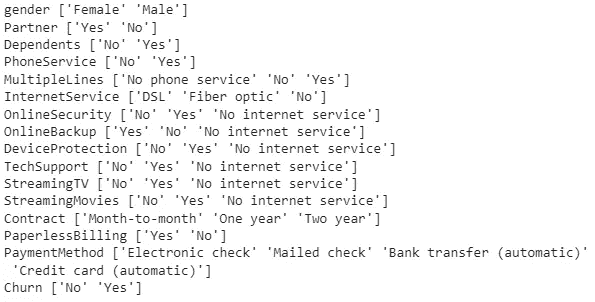 gender ['Female' 'Male']
Partner ['Yes' 'No']
Dependents ['No' 'Yes']
PhoneService ['No' 'Yes']
MultipleLines ['No phone service' 'No' 'Yes']
InternetService ['DSL' 'Fiber optic' 'No']
OnlineSecurity ['No' 'Yes' 'No internet service']
OnlineBackup ['Yes' 'No' 'No internet service']
DeviceProtection ['No' 'Yes' 'No internet service']
TechSupport ['No' 'Yes' 'No internet service']
StreamingTV ['No' 'Yes' 'No internet service']
StreamingMovies ['No' 'Yes' 'No internet service']
Contract ['Month-to-month' 'One year' 'Two year']
PaperlessBilling ['Yes' 'No']
PaymentMethod ['Electronic check' 'Mailed check' 'Bank transfer (automatic)'
 'Credit card (automatic)']
Churn ['No' 'Yes']